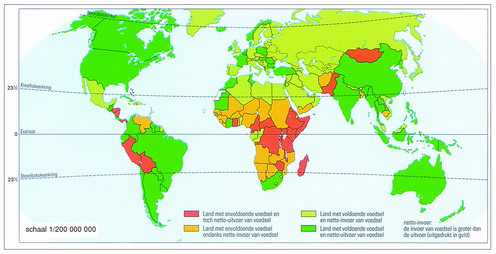 23½
Kreeftskeerkring
0
Evenaar
23½
Steenbokskeerkring
schaal 1/200 000 000
Land met onvoldoende voedsel en
toch netto-uitvoer van voedsel
Land met onvoldoende voedsel
ondanks netto-invoer van voedsel
Land met voldoende voedsel
en netto-invoer van voedsel
Land met voldoende voedsel
en netto-uitvoer van voedsel
netto-invoer:
de invoer van voedsel is groter dan
de uitvoer (uitgedrukt in geld)